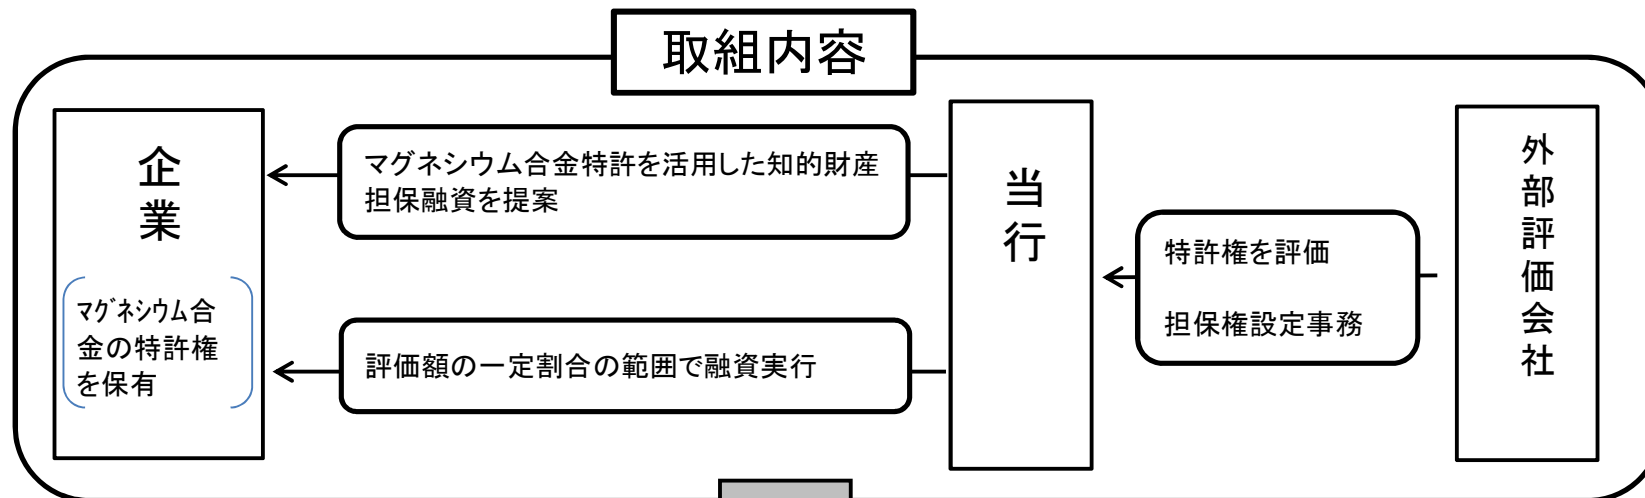 取組内容
企業
マグネシウム合
金の特許権
を保有
マグネシウム合金特許を活用した知的財産
担保融資を提案
評価額の一定割合の範囲で融資実行
当行
特許権を評価
担保権設定事務
外部評価会社